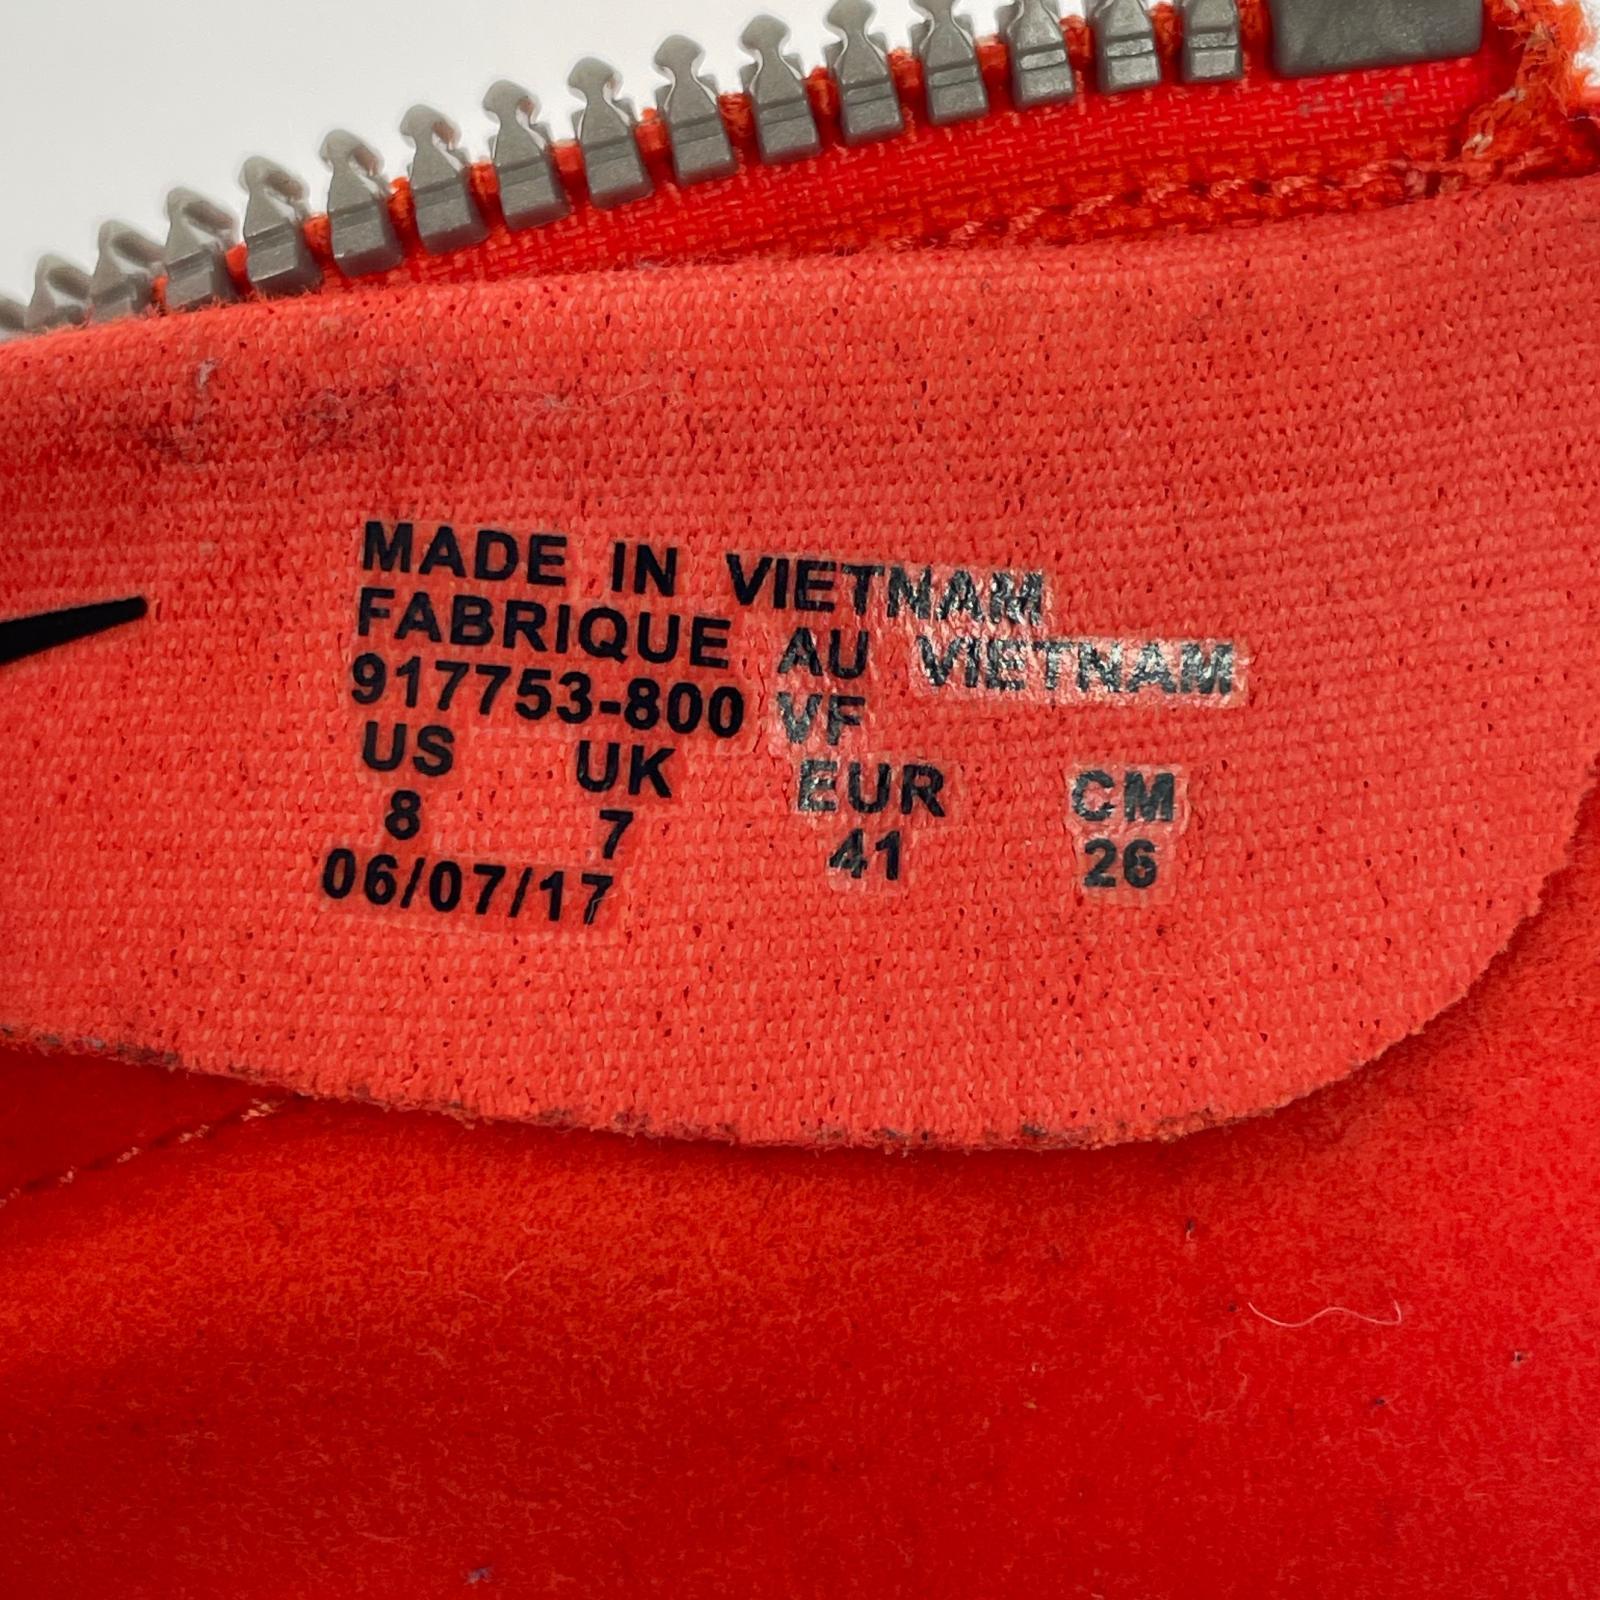 MADE IN VIETNAM
FABRIQUE AU VIETNAM
917753-800 VF
US UK EUR CM
8 7 41 26
06/07/17